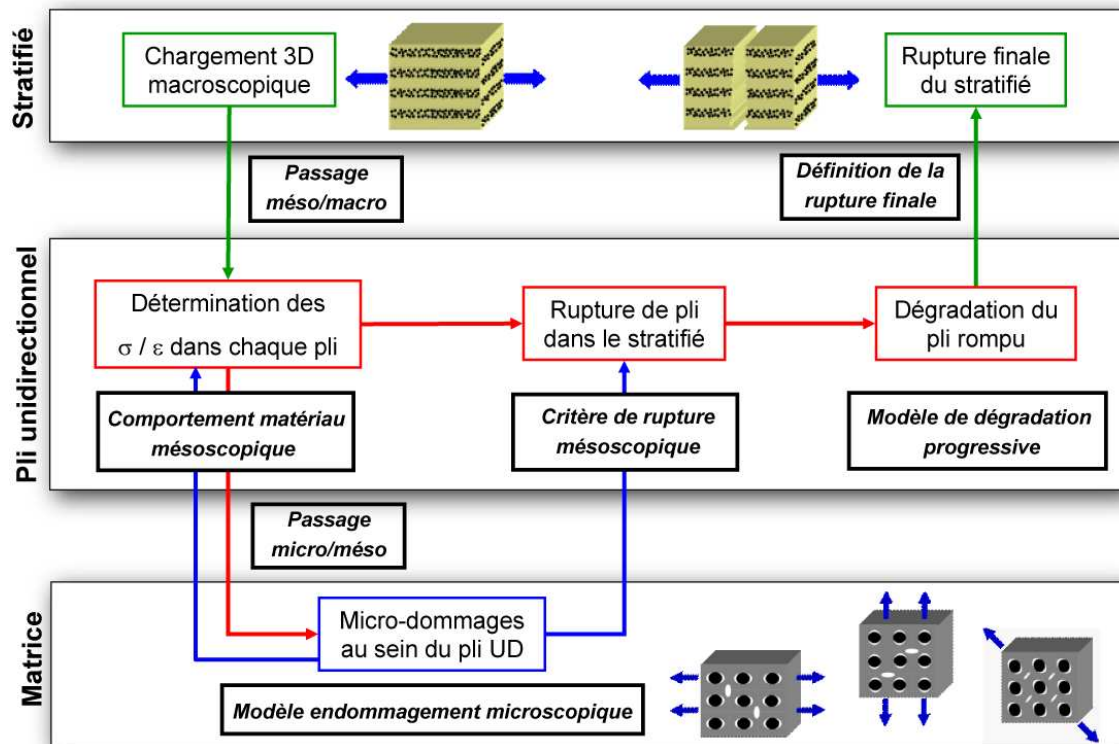 Stratifié
Chargement 3D
macroscopique
Rupture finale
du stratifié
Passage
méso/macro
Définition de la
rupture finale
Pli unidirectionnel
Détermination des
σ / ε dans chaque pli
Rupture de pli
dans le stratifié
Dégradation du
pli rompu
Comportement matériau
mésoscopique
Critère de rupture
mésoscopique
Modèle de dégradation
progressive
Passage
micro/méso
Matrice
Micro-dommages
au sein du pli UD
Modèle endommagement microscopique